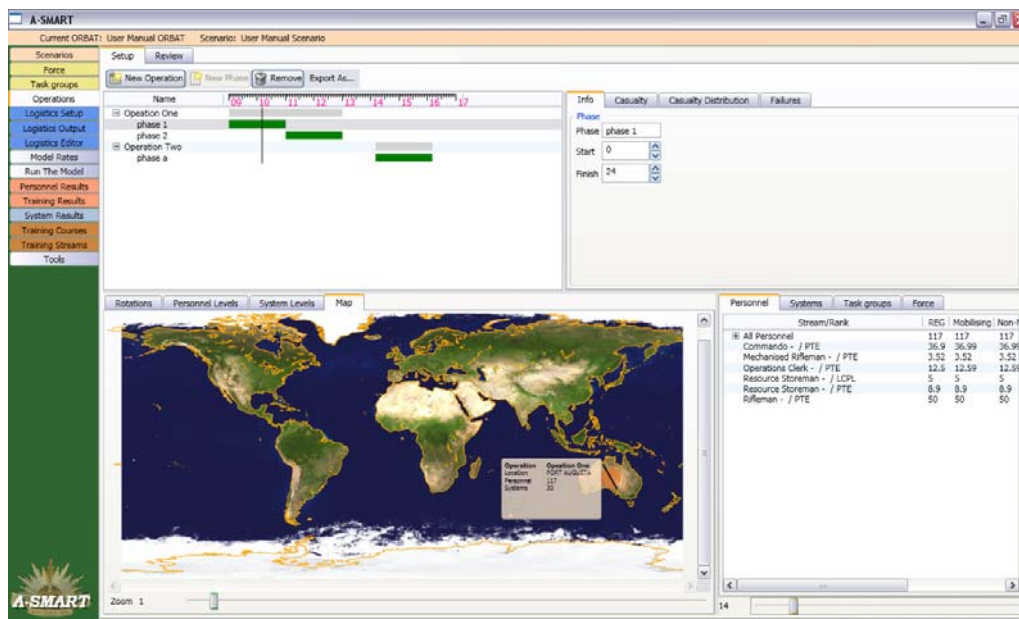 A-SMART
Current ORBAT: User Manual ORBAT Scenario: User Manual Scenario
Scenarios
Force
Task groups
Operations
Logistics Setup
Logistics Output
Logistics Editor
Model Rates
Run The Model
Personnel Results
Training Results
System Results
Training Courses
Training Streams
Tools
A-SMART
Setup Review
New Operation New Phase Remove Export As...
Name 09 10 11 12 13 14 15 16 17
Opeation One
phase 1
phase 2
Operation Two
phase a
Info Casualty Casualty Distribution Failures
Phase
Phase phase 1
Start 0
Finish 24
Rotations Personnel Levels System Levels Map
Operation Opeation One
Location PORT AUGUSTA
Personnel 117
Systems 20
Zoom 1
Personnel Systems Task groups Force
Stream/Rank REG Mobilising Non-M
All Personnel 117 117 117
Commando - / PTE 36.9 36.99 36.99
Mechanised Rifleman - / PTE 3.52 3.52 3.52
Operations Clerk - / PTE 12.5 12.59 12.59
Resource Storeman - / LCPL 5 5 5
Resource Storeman - / PTE 8.9 8.9 8.9
Rifleman - / PTE 50 50 50
14